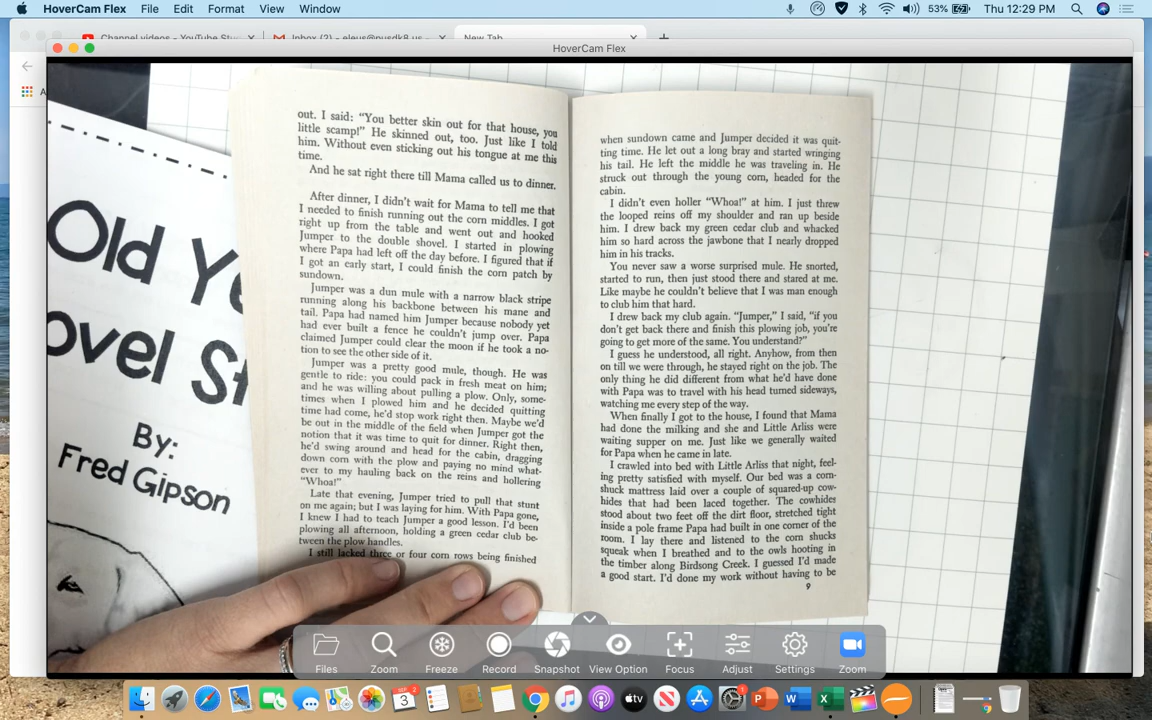 HoverCam Flex File Edit Format View Window 53% Thu 12:29 PM
Channel videos - YouTube Stu Inbox (2) - eleus@nusdk8.us New Tab
HoverCam Flex
Old Ye
ovel St
By:
Fred Gipson
out. I said: “You better skin out for that house, you
little scamp!” He skinned out, too. Just like I told
him. Without even sticking out his tongue at me this
time.
And he sat right there till Mama called us to dinner.
After dinner, I didn’t wait for Mama to tell me that
I needed to finish running out the corn middles. I got
right up from the table and went out and hooked
Jumper to the double shovel. I started in plowing
where Papa had left off the day before. I figured that if
I got an early start, I could finish the corn patch by
sundown.
Jumper was a dun mule with a narrow black stripe
running along his backbone between his mane and
tail. Papa had named him Jumper because nobody yet
had ever built a fence he couldn’t jump over. Papa
claimed Jumper could clear the moon if he took a no-
tion to see the other side of it.
Jumper was a pretty good mule, though. He was
gentle to ride: you could pack in fresh meat on him;
and he was willing about pulling a plow. Only, some-
times when I plowed him and he decided quitting
time had come, he’d stop work right then. Maybe we’d
be out in the middle of the field when Jumper got the
notion that it was time to quit for dinner. Right then,
he’d swing around and head for the cabin, dragging
down corn with the plow and paying no mind what-
ever to my hauling back on the reins and hollering
“Whoa!”
Late that evening, Jumper tried to pull that stunt
on me again; but I was laying for him. With Papa gone,
I knew I had to teach Jumper a good lesson. I’d been
plowing all afternoon, holding a green cedar club be-
tween the plow handles.
I still lacked three or four corn rows being finished
when sundown came and Jumper decided it was quit-
ting time. He let out a long bray and started wringing
his tail. He left the middle he was traveling in. He
struck out through the young corn, headed for the
cabin.
I didn’t even holler “Whoa!” at him. I just threw
the looped reins off my shoulder and ran up beside
him. I drew back my green cedar club and whacked
him so hard across the jawbone that I nearly dropped
him in his tracks.
You never saw a worse surprised mule. He snorted,
started to run, then just stood there and stared at me.
Like maybe he couldn’t believe that I was man enough
to club him that hard.
I drew back my club again. “Jumper,” I said, “if you
don’t get back there and finish this plowing job, you’re
going to get more of the same. You understand?”
I guess he understood, all right. Anyhow, from then
on till we were through, he stayed right on the job. The
only thing he did different from what he’d have done
with Papa was to travel with his head turned sideways,
watching me every step of the way.
When finally I got to the house, I found that Mama
had done the milking and she and Little Arliss were
waiting supper on me. Just like we generally waited
for Papa when he came in late.
I crawled into bed with Little Arliss that night, feel-
ing pretty satisfied with myself. Our bed was a corn-
shuck mattress laid over a couple of squared-up cow-
hides that had been laced together. The cowhides
stood about two feet off the dirt floor, stretched tight
inside a pole frame Papa had built in one corner of the
room. I lay there and listened to the corn shucks
squeak when I breathed and to the owls hooting in
the timber along Birdsong Creek. I guessed I’d made
a good start. I’d done my work without having to be
9
Files Zoom Freeze Record Snapshot View Option Focus Adjust Settings Zoom
SEP 3 2 tv 1